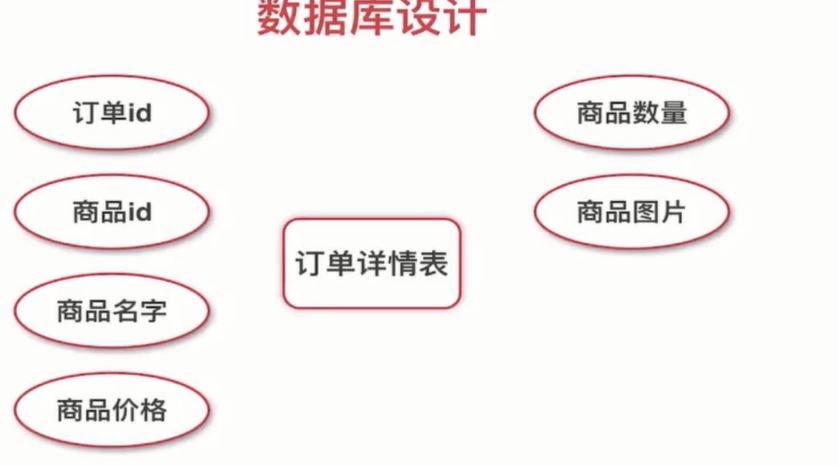 数据库设计
订单id
商品id
商品名字
商品价格
订单详情表
商品数量
商品图片